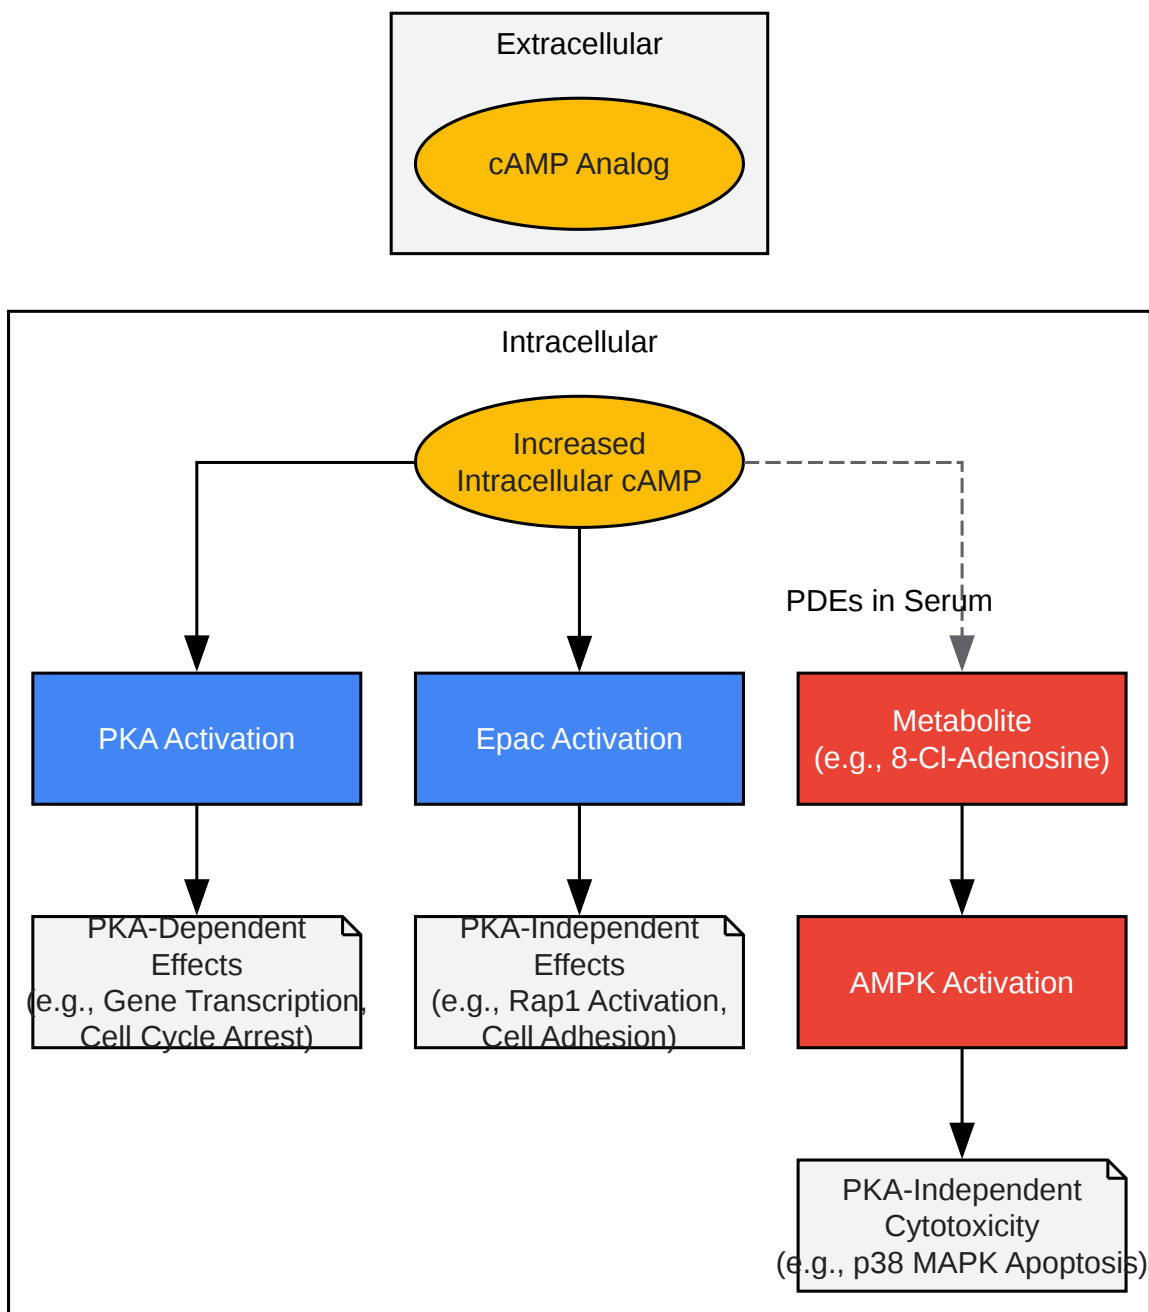 Extracellular
cAMP Analog
Intracellular
Increased
Intracellular cAMP
PDEs in Serum
PKA Activation
Epac Activation
Metabolite
(e.g., 8-Cl-Adenosine)
PKA-Dependent
Effects
(e.g., Gene Transcription,
Cell Cycle Arrest)
PKA-Independent
Effects
(e.g., Rap1 Activation,
Cell Adhesion)
AMPK Activation
PKA-Independent
Cytotoxicity
(e.g., p38 MAPK Apoptosis)